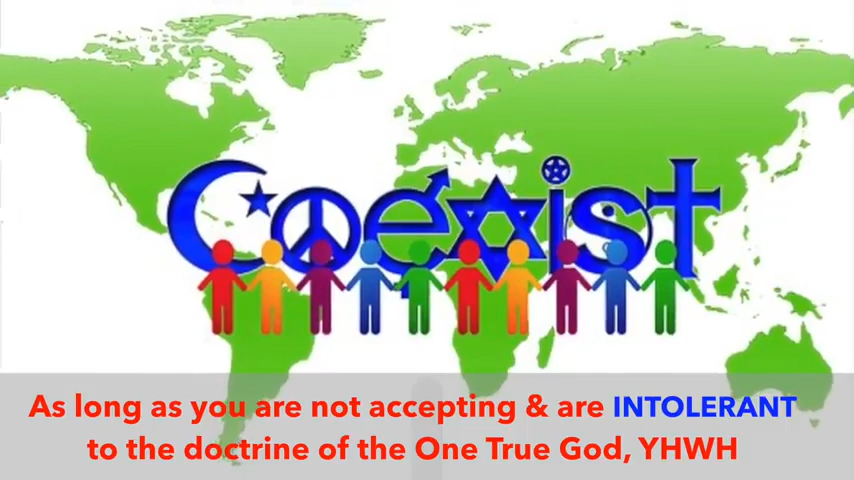 Coexist
As long as you are not accepting & are INTOLERANT
to the doctrine of the One True God, YHWH